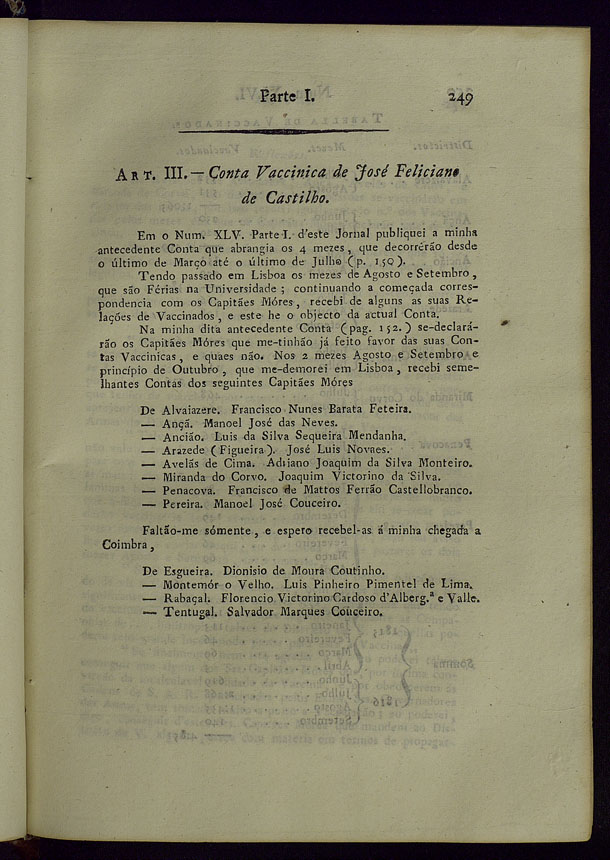 Parte I.
249
ART. III. — Conta Vaccinica de José Feliciano
de Castilho.
Em o Num. XLV. Parte I. d'este Jornal publiquei a minha
antecedente Conta que abrangia os 4 mezes, que decorrérão desde
o último de Março até o último de Julho (p. 150).
Tendo passado em Lisboa os mezes de Agosto e Setembro,
que são Férias na Universidade; continuando a começada corres-
pondencia com os Capitães Móres, recebi de alguns as suas Re-
lações de Vaccinados, e este he o objecto da actual Conta.
Na minha dita antecedente Conta (pag. 152.) se-declará-
rão os Capitães Móres que me-tinhão já feito favor das suas Con-
tas Vaccinicas, e quaes não. Nos 2 mezes Agosto e Setembro e
princípio de Outubro, que me-demorei em Lisboa, recebi seme-
lhantes Contas dos seguintes Capitães Móres
De Alvaiazere. Francisco Nunes Barata Feteira.
— Ançã. Manoel José das Neves.
— Ancião. Luis da Silva Sequeira Mendanha.
— Arazede (Figueira). José Luis Novaes.
— Avelãs de Cima. Adriano Joaquim da Silva Monteiro.
— Miranda do Corvo. Joaquim Victorino da Silva.
— Penacova. Francisco de Mattos Ferrão Castellobranco.
— Pereira. Manoel José Couceiro.
Faltão-me sómente, e espero recebel-as á minha chegada a
Coimbra,
De Esgueira. Dionisio de Moura Coutinho.
— Montemór o Velho. Luis Pinheiro Pimentel de Lima.
— Rabaçal. Florencio Victorino Cardoso d'Alberg.ª e Valle.
— Tentugal. Salvador Marques Couceiro.